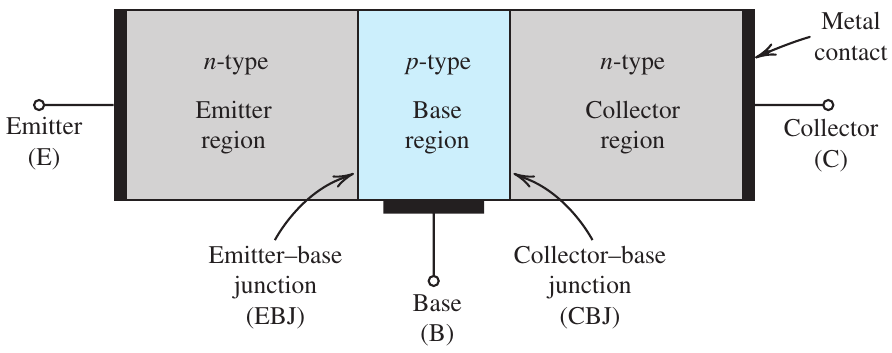 Metal
contact
n-type
Emitter
region
p-type
Base
region
n-type
Collector
region
Emitter
(E)
Collector
(C)
Emitter–base
junction
(EBJ)
Base
(B)
Collector–base
junction
(CBJ)